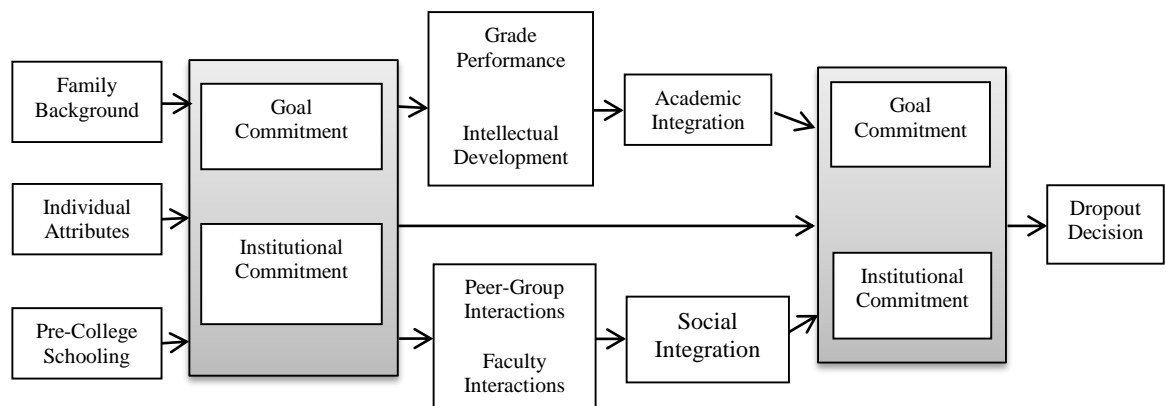 Family
Background
Individual
Attributes
Pre-College
Schooling
Goal
Commitment
Institutional
Commitment
Grade
Performance
Intellectual
Development
Peer-Group
Interactions
Faculty
Interactions
Academic
Integration
Social
Integration
Goal
Commitment
Institutional
Commitment
Dropout
Decision